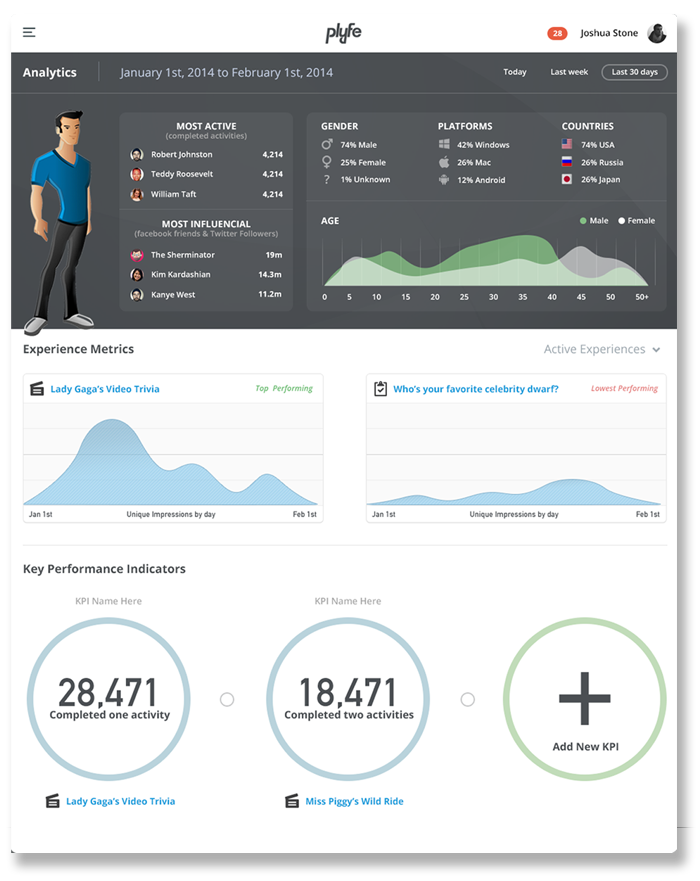 plyfe
28
Joshua Stone
Analytics
January 1st, 2014 to February 1st, 2014
Today
Last week
Last 30 days
MOST ACTIVE
(completed activities)
Robert Johnston 4,214
Teddy Roosevelt 4,214
William Taft 4,214
MOST INFLUENCIAL
(facebook friends & Twitter Followers)
The Sherminator 19m
Kim Kardashian 14.3m
Kanye West 11.2m
GENDER
74% Male
25% Female
? 1% Unknown
PLATFORMS
42% Windows
26% Mac
12% Android
COUNTRIES
74% USA
26% Russia
26% Japan
AGE
Male
Female
0 5 10 15 20 25 30 35 40 45 50 50+
Experience Metrics
Active Experiences
Lady Gaga's Video Trivia
Top Performing
Jan 1st
Unique Impressions by day
Feb 1st
Who's your favorite celebrity dwarf?
Lowest Performing
Jan 1st
Unique Impressions by day
Feb 1st
Key Performance Indicators
KPI Name Here
28,471
Completed one activity
Lady Gaga's Video Trivia
KPI Name Here
18,471
Completed two activities
Miss Piggy's Wild Ride
+
Add New KPI